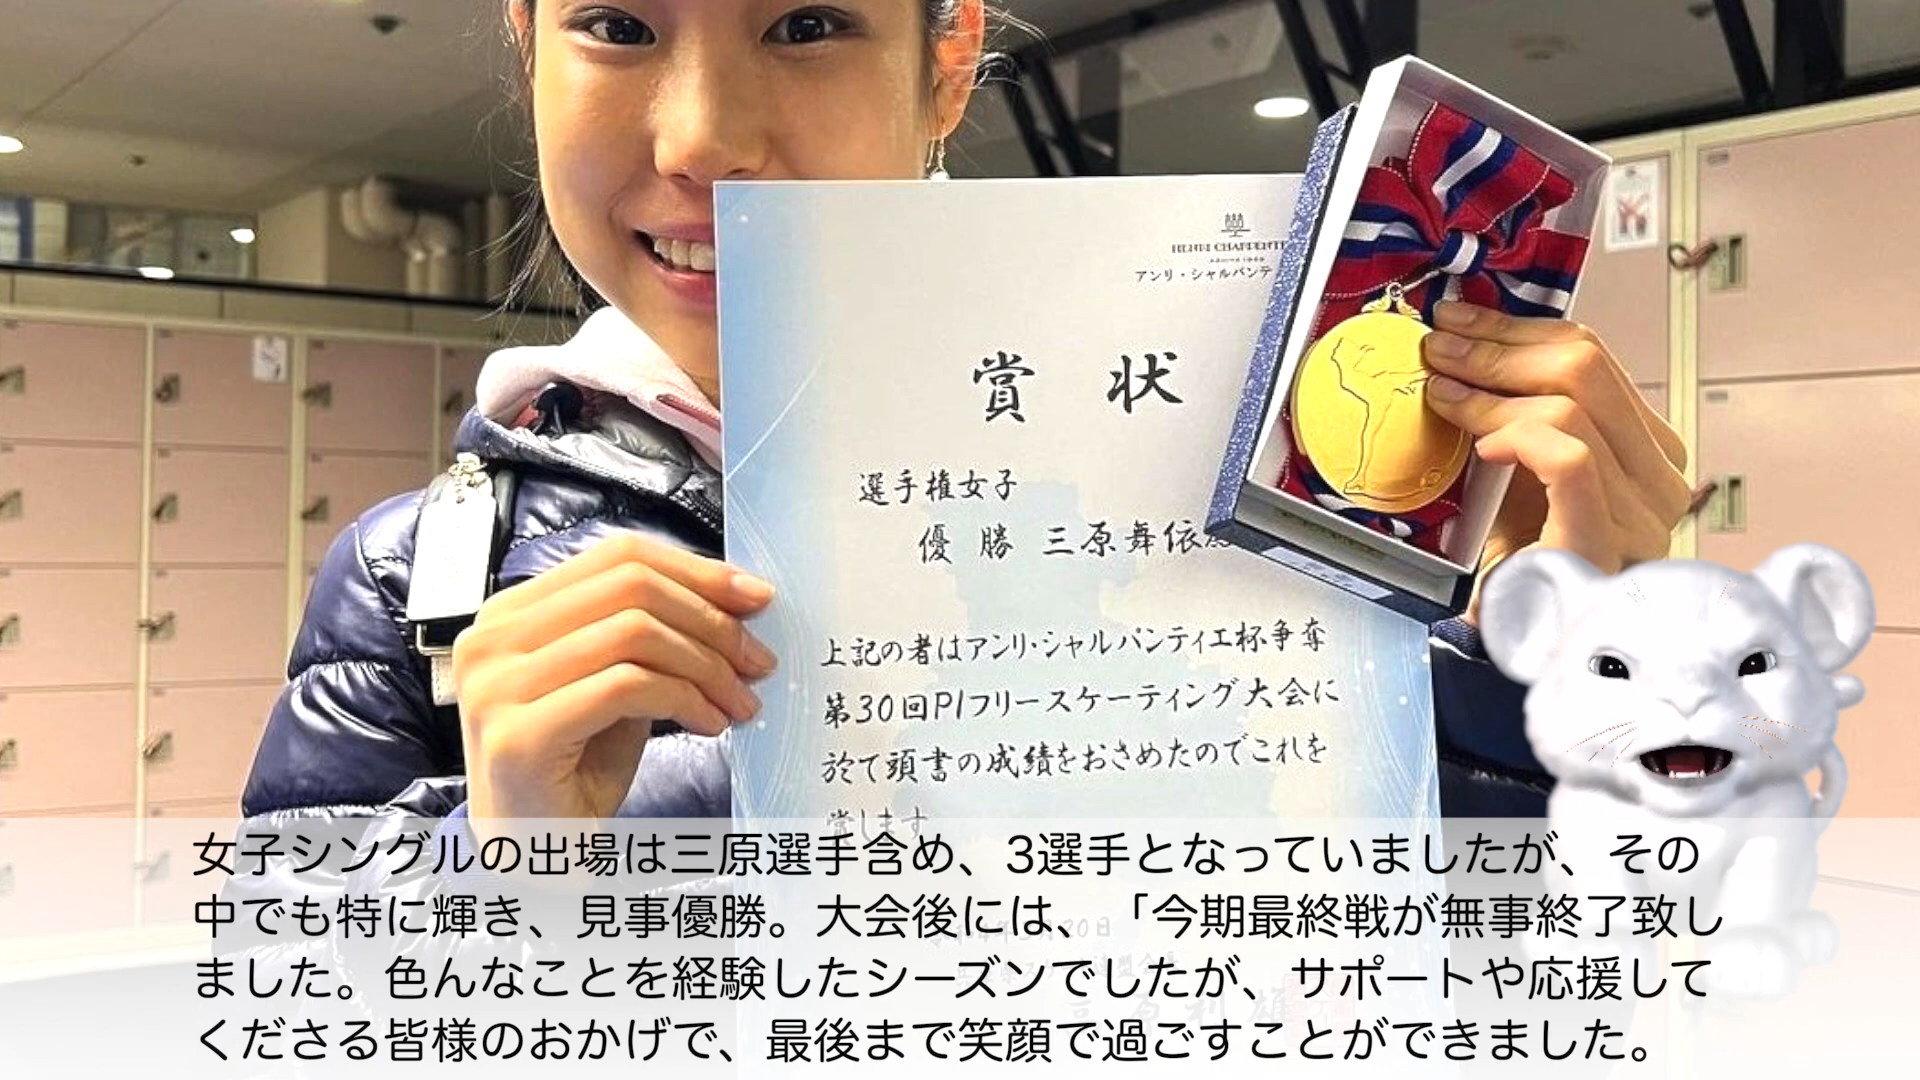 HENRI CHARPENTI
アンリ・シャルパンテ
賞 状
選手権女子
優 勝 三原舞依
上記の者はアンリ・シャルパンティエ杯争奪
第30回PIフリースケーティング大会に
於て頭書の成績をおさめたのでこれを
賞します
女子シングルの出場は三原選手含め、3選手となっていましたが、その
中でも特に輝き、見事優勝。大会後には、「今期最終戦が無事終了致し
ました。色んなことを経験したシーズンでしたが、サポートや応援して
くださる皆様のおかげで、最後まで笑顔で過ごすことができました。